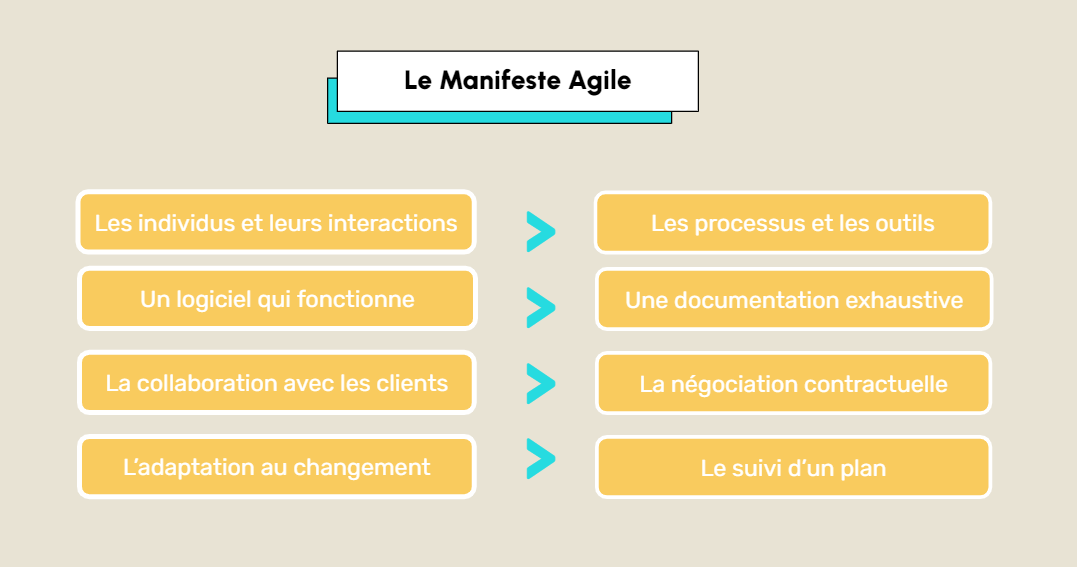 Le Manifeste Agile
Les individus et leurs interactions > Les processus et les outils
Un logiciel qui fonctionne > Une documentation exhaustive
La collaboration avec les clients > La négociation contractuelle
L’adaptation au changement > Le suivi d’un plan